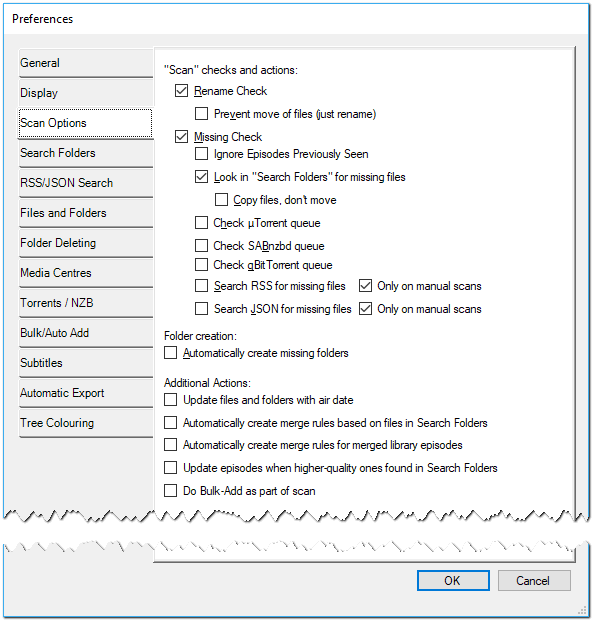 Preferences
General
Display
Scan Options
Search Folders
RSS/JSON Search
Files and Folders
Folder Deleting
Media Centres
Torrents / NZB
Bulk/Auto Add
Subtitles
Automatic Export
Tree Colouring
"Scan" checks and actions:
Rename Check
Prevent move of files (just rename)
Missing Check
Ignore Episodes Previously Seen
Look in "Search Folders" for missing files
Copy files, don't move
Check µTorrent queue
Check SABnzbd queue
Check qBitTorrent queue
Search RSS for missing files Only on manual scans
Search JSON for missing files Only on manual scans
Folder creation:
Automatically create missing folders
Additional Actions:
Update files and folders with air date
Automatically create merge rules based on files in Search Folders
Automatically create merge rules for merged library episodes
Update episodes when higher-quality ones found in Search Folders
Do Bulk-Add as part of scan
OK Cancel